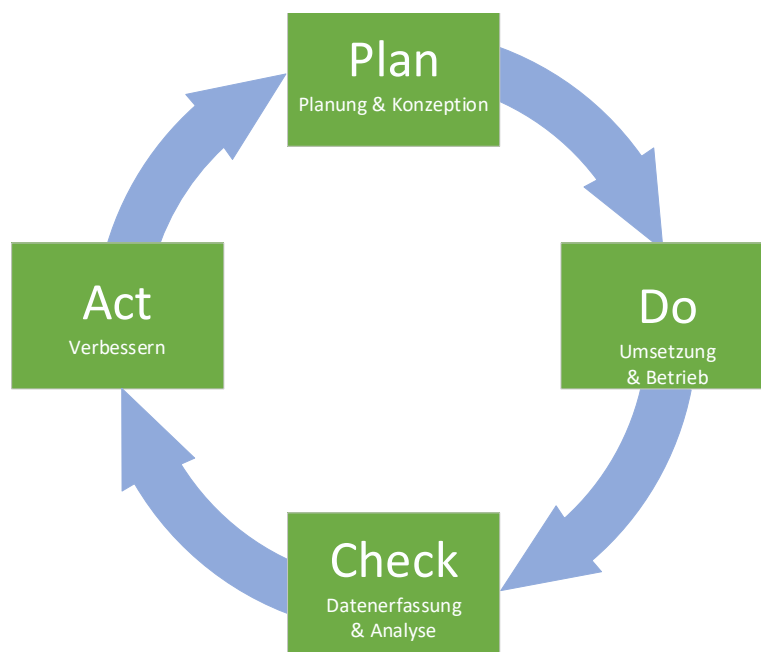 Plan
Planung & Konzeption
Act
Verbessern
Do
Umsetzung
& Betrieb
Check
Datenerfassung
& Analyse